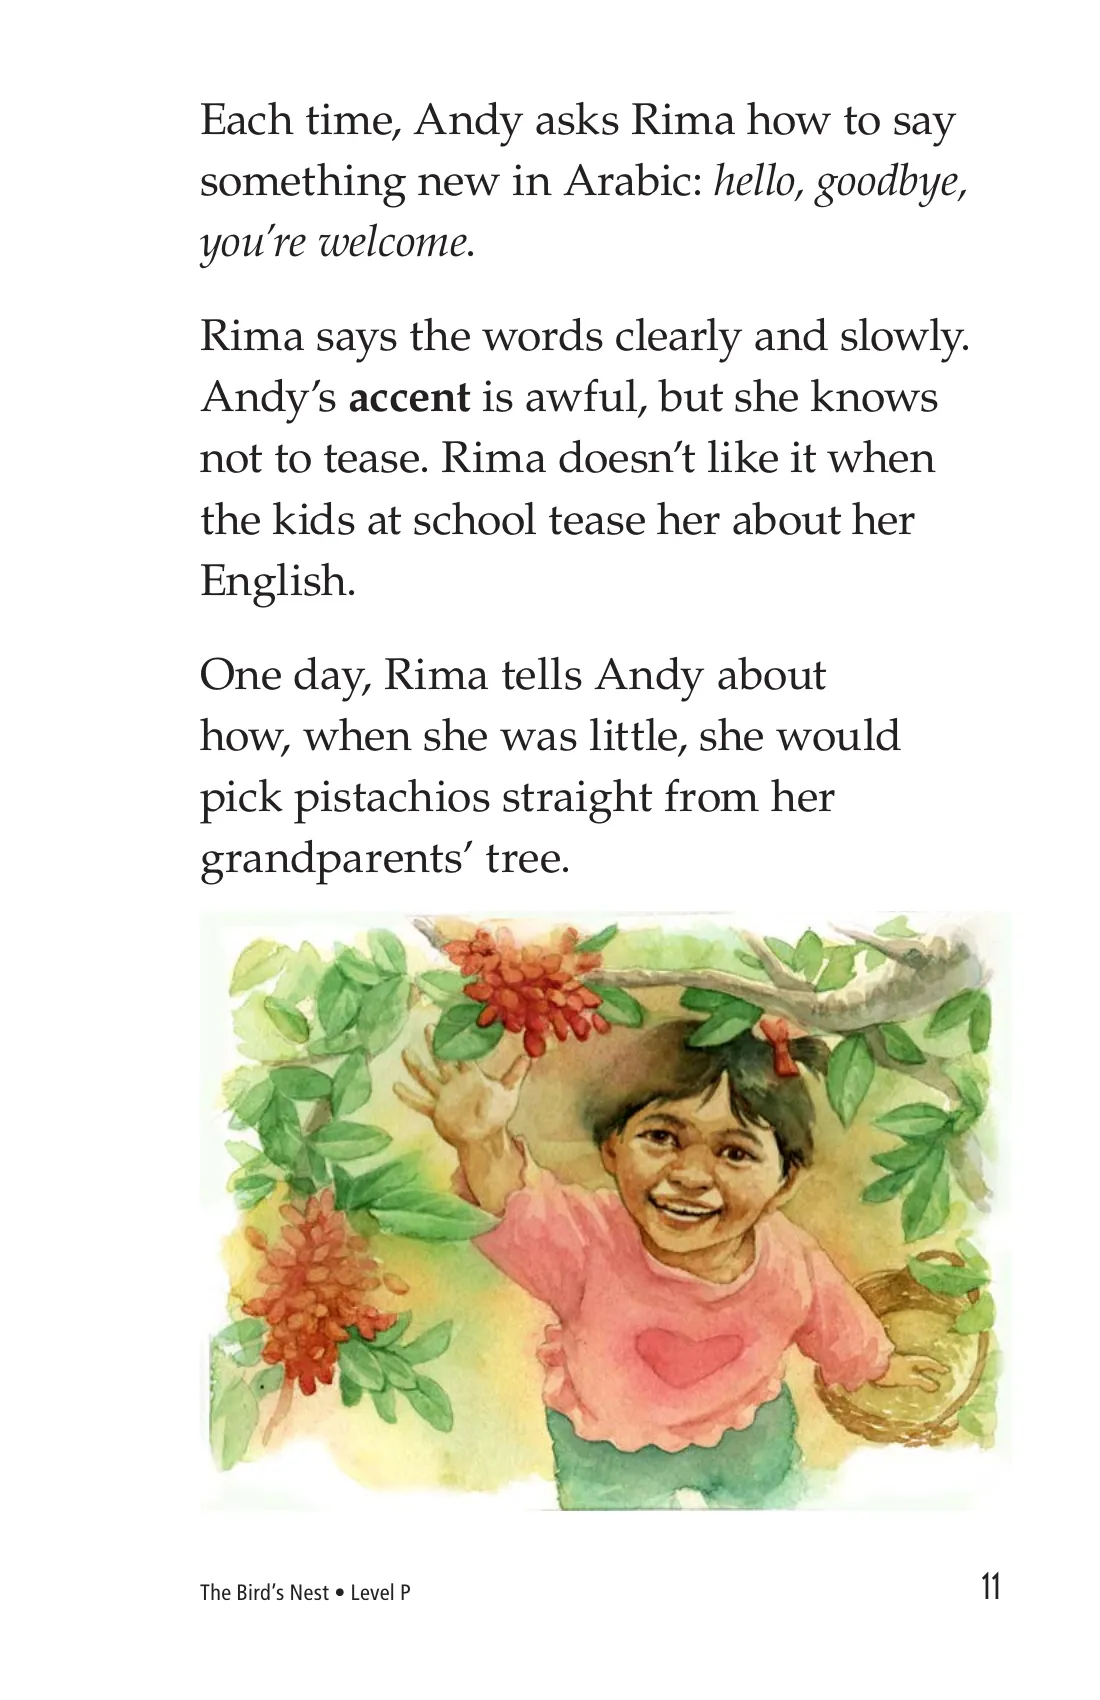 Each time, Andy asks Rima how to say
something new in Arabic: hello, goodbye,
you’re welcome.
Rima says the words clearly and slowly.
Andy’s accent is awful, but she knows
not to tease. Rima doesn’t like it when
the kids at school tease her about her
English.
One day, Rima tells Andy about
how, when she was little, she would
pick pistachios straight from her
grandparents’ tree.
The Bird’s Nest • Level P
11